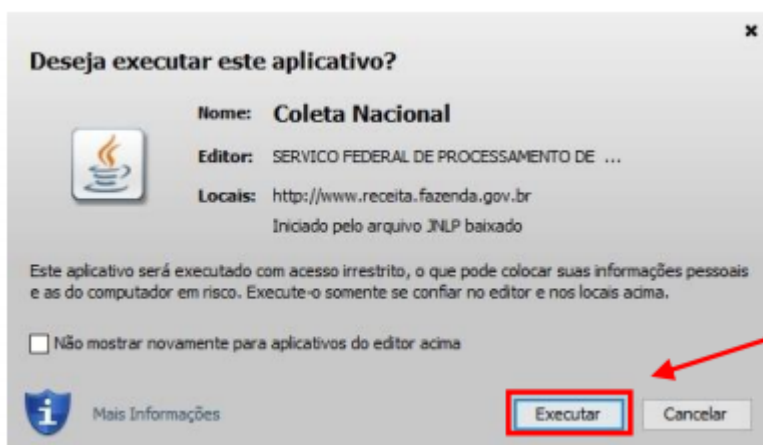 Deseja executar este aplicativo?
Nome: Coleta Nacional
Editor: SERVICO FEDERAL DE PROCESSAMENTO DE ...
Locais: http://www.receita.fazenda.gov.br
Iniciado pelo arquivo JNLP baixado
Este aplicativo será executado com acesso irrestrito, o que pode colocar suas informações pessoais
e as do computador em risco. Execute-o somente se confiar no editor e nos locais acima.
Não mostrar novamente para aplicativos do editor acima
Mais Informações
Executar Cancelar